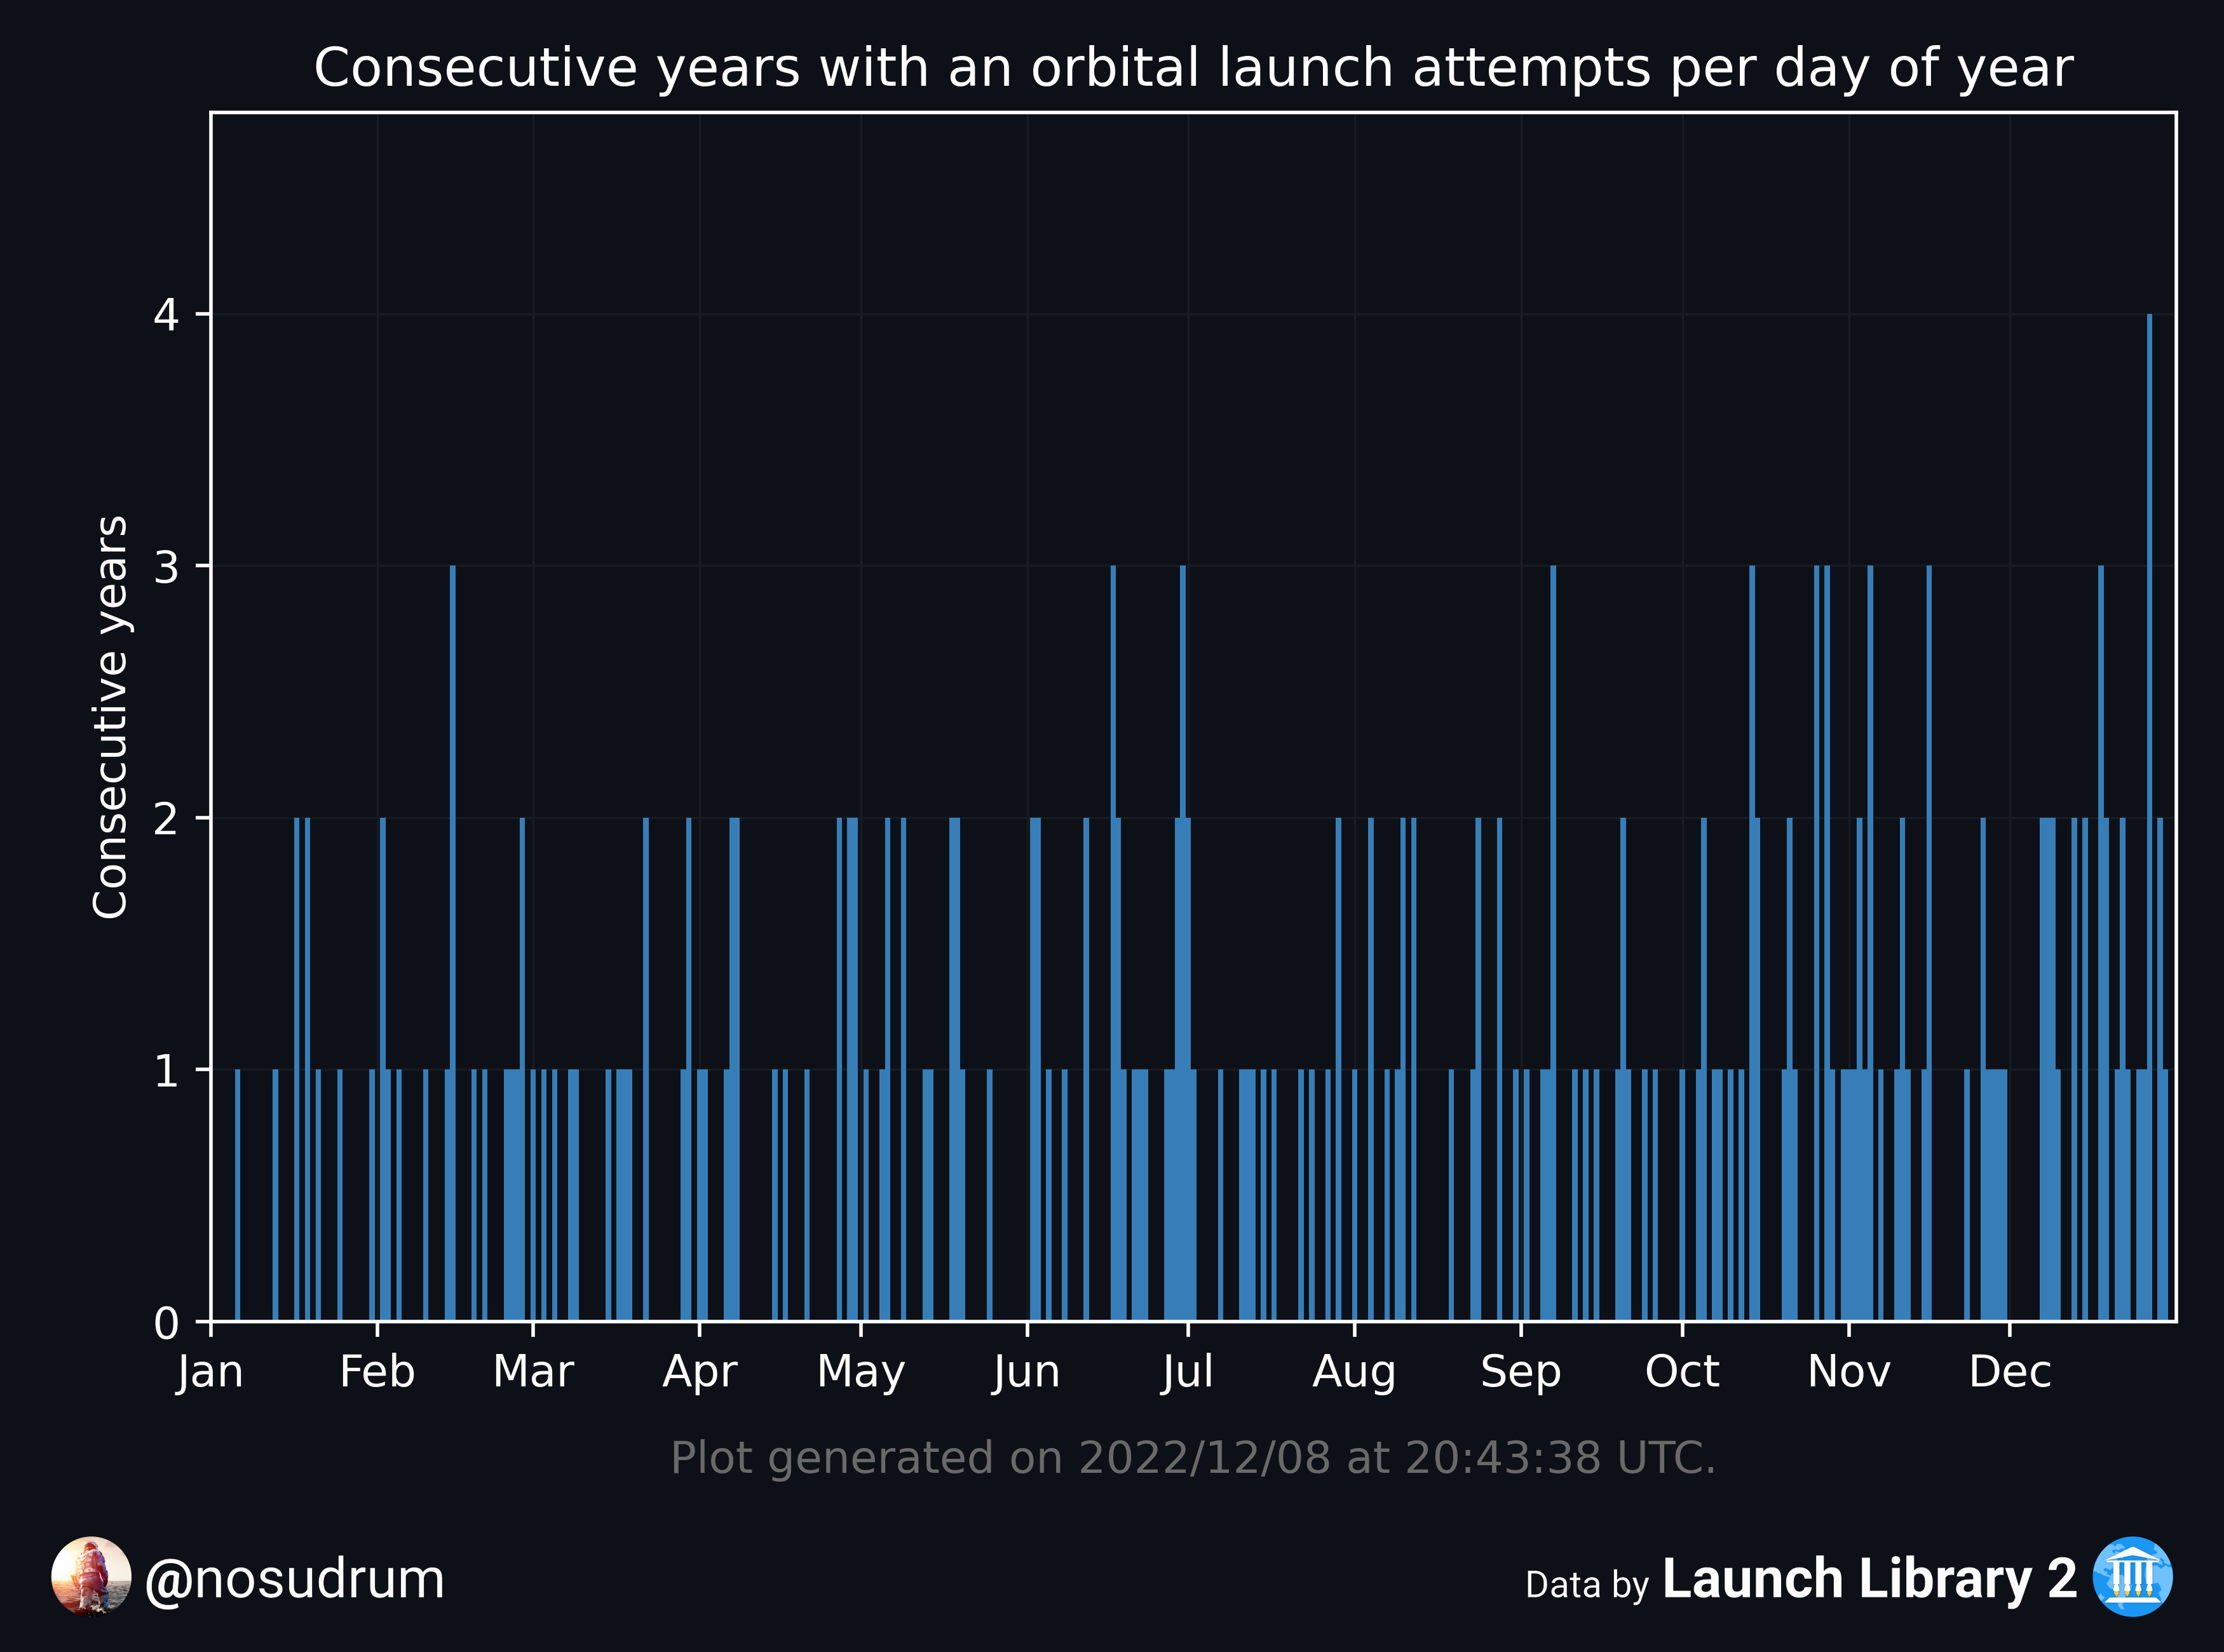 Consecutive years with an orbital launch attempts per day of year
Consecutive years
4
3
2
1
0
Jan Feb Mar Apr May Jun Jul Aug Sep Oct Nov Dec
Plot generated on 2022/12/08 at 20:43:38 UTC.
@nosudrum
Data by Launch Library 2